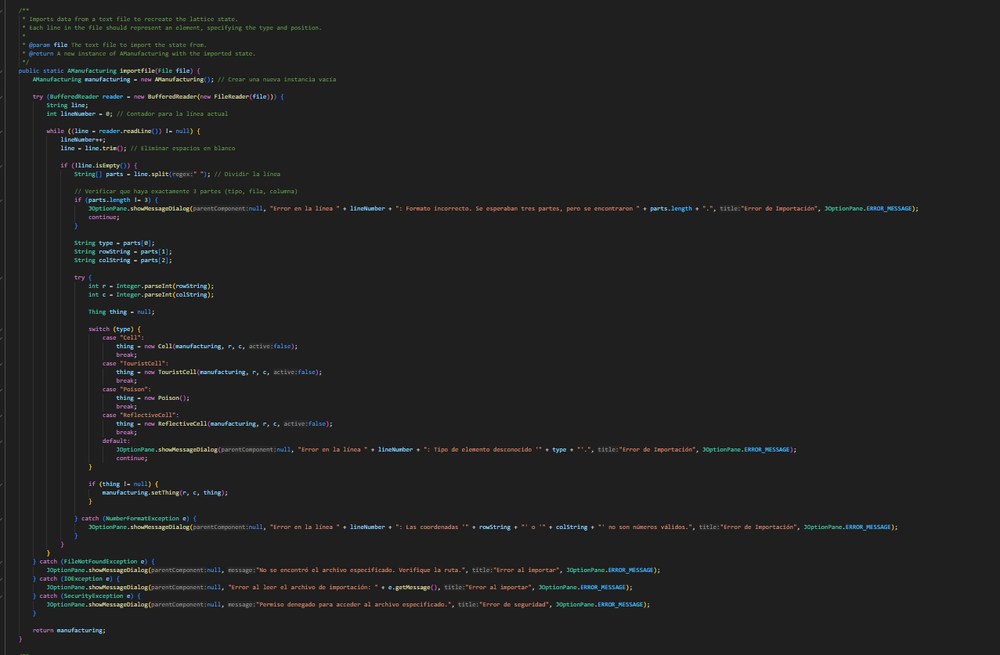 /**
 * Imports data from a text file to recreate the lattice state.
 * Each line in the file should represent an element, specifying the type and position.
 *
 * @param file The text file to import the state from.
 * @return A new instance of AManufacturing with the imported state.
 */
public static AManufacturing importfile(File file) {
    AManufacturing manufacturing = new AManufacturing(); // Crear una nueva instancia vacía

    try (BufferedReader reader = new BufferedReader(new FileReader(file))) {
        String line;
        int lineNumber = 0; // Contador para la línea actual

        while ((line = reader.readLine()) != null) {
            lineNumber++;
            line = line.trim(); // Eliminar espacios en blanco

            if (!line.isEmpty()) {
                String[] parts = line.split(regex:" "); // Dividir la línea

                // Verificar que haya exactamente 3 partes (tipo, fila, columna)
                if (parts.length != 3) {
                    JOptionPane.showMessageDialog(parentComponent:null, "Error en la línea " + lineNumber + ": Formato incorrecto. Se esperaban tres partes, pero se encontraron " + parts.length + ".", title:"Error de Importación", JOptionPane.ERROR_MESSAGE);
                    continue;
                }

                String type = parts[0];
                String rowString = parts[1];
                String colString = parts[2];

                try {
                    int r = Integer.parseInt(rowString);
                    int c = Integer.parseInt(colString);

                    Thing thing = null;

                    switch (type) {
                        case "Cell":
                            thing = new Cell(manufacturing, r, c, active:false);
                            break;
                        case "TouristCell":
                            thing = new TouristCell(manufacturing, r, c, active:false);
                            break;
                        case "Poison":
                            thing = new Poison();
                            break;
                        case "ReflectiveCell":
                            thing = new ReflectiveCell(manufacturing, r, c, active:false);
                            break;
                        default:
                            JOptionPane.showMessageDialog(parentComponent:null, "Error en la línea " + lineNumber + ": Tipo de elemento desconocido '" + type + "'.", title:"Error de Importación", JOptionPane.ERROR_MESSAGE);
                            continue;
                    }

                    if (thing != null) {
                        manufacturing.setThing(r, c, thing);
                    }

                } catch (NumberFormatException e) {
                    JOptionPane.showMessageDialog(parentComponent:null, "Error en la línea " + lineNumber + ": Las coordenadas '" + rowString + "' o '" + colString + "' no son números válidos.", title:"Error de Importación", JOptionPane.ERROR_MESSAGE);
                }
            }
        }
    } catch (FileNotFoundException e) {
        JOptionPane.showMessageDialog(parentComponent:null, message:"No se encontró el archivo especificado. Verifique la ruta.", title:"Error al importar", JOptionPane.ERROR_MESSAGE);
    } catch (IOException e) {
        JOptionPane.showMessageDialog(parentComponent:null, "Error al leer el archivo de importación: " + e.getMessage(), title:"Error al importar", JOptionPane.ERROR_MESSAGE);
    } catch (SecurityException e) {
        JOptionPane.showMessageDialog(parentComponent:null, message:"Permiso denegado para acceder al archivo especificado.", title:"Error de seguridad", JOptionPane.ERROR_MESSAGE);
    }

    return manufacturing;
}